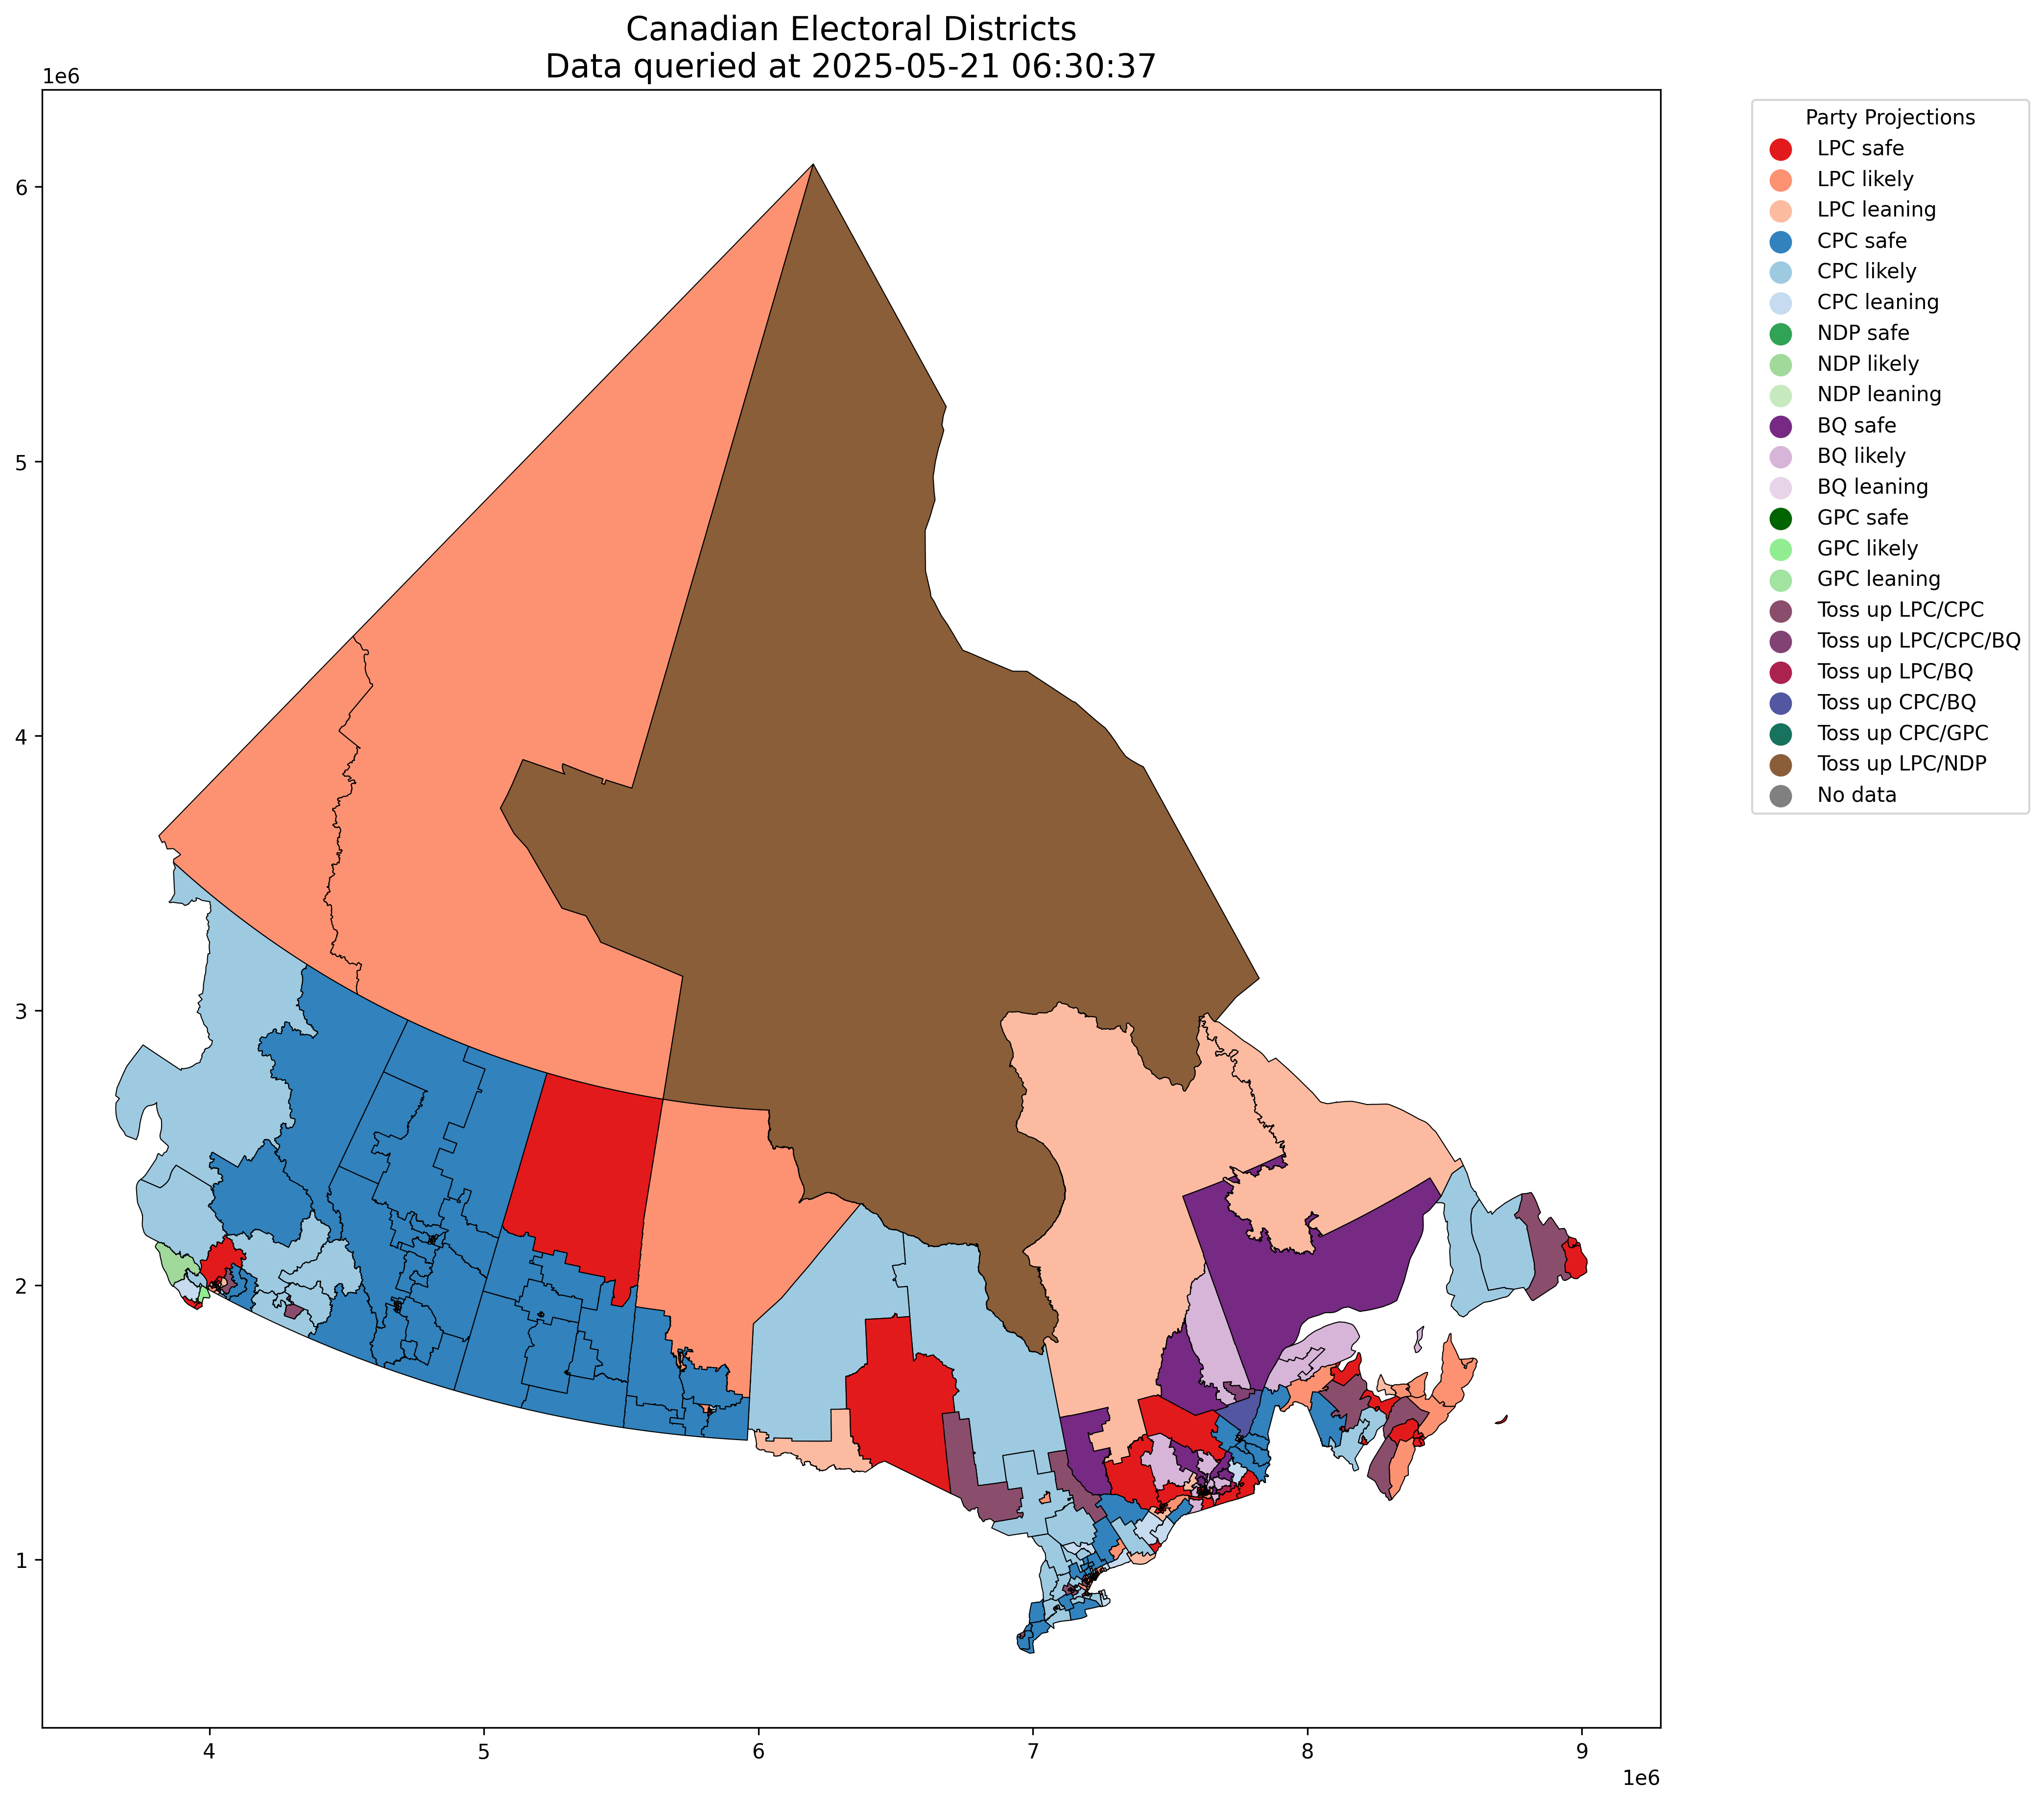 Canadian Electoral Districts
Data queried at 2025-05-21 06:30:37
1e6
6
5
4
3
2
1
4
5
6
7
8
9
1e6
Party Projections
LPC safe
LPC likely
LPC leaning
CPC safe
CPC likely
CPC leaning
NDP safe
NDP likely
NDP leaning
BQ safe
BQ likely
BQ leaning
GPC safe
GPC likely
GPC leaning
Toss up LPC/CPC
Toss up LPC/CPC/BQ
Toss up LPC/BQ
Toss up CPC/BQ
Toss up CPC/GPC
Toss up LPC/NDP
No data